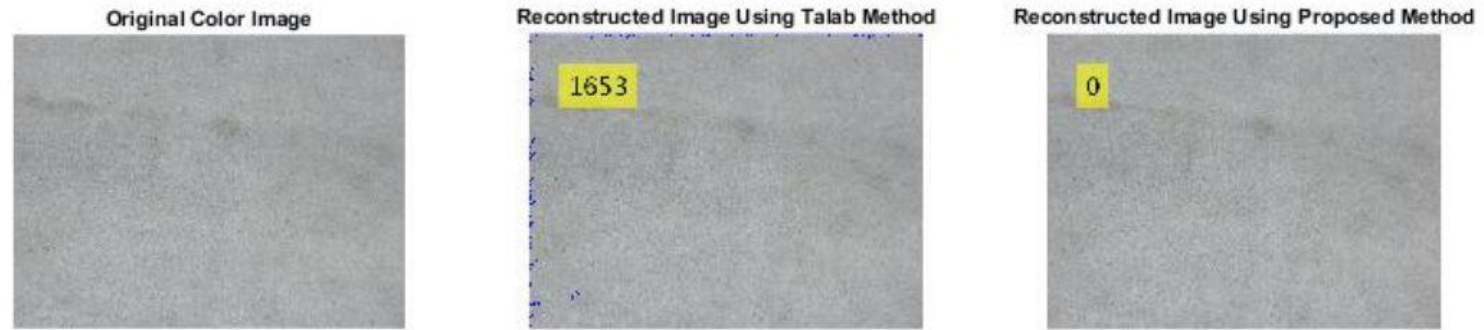 Original Color Image
Reconstructed Image Using Talab Method
Reconstructed Image Using Proposed Method
1653
0